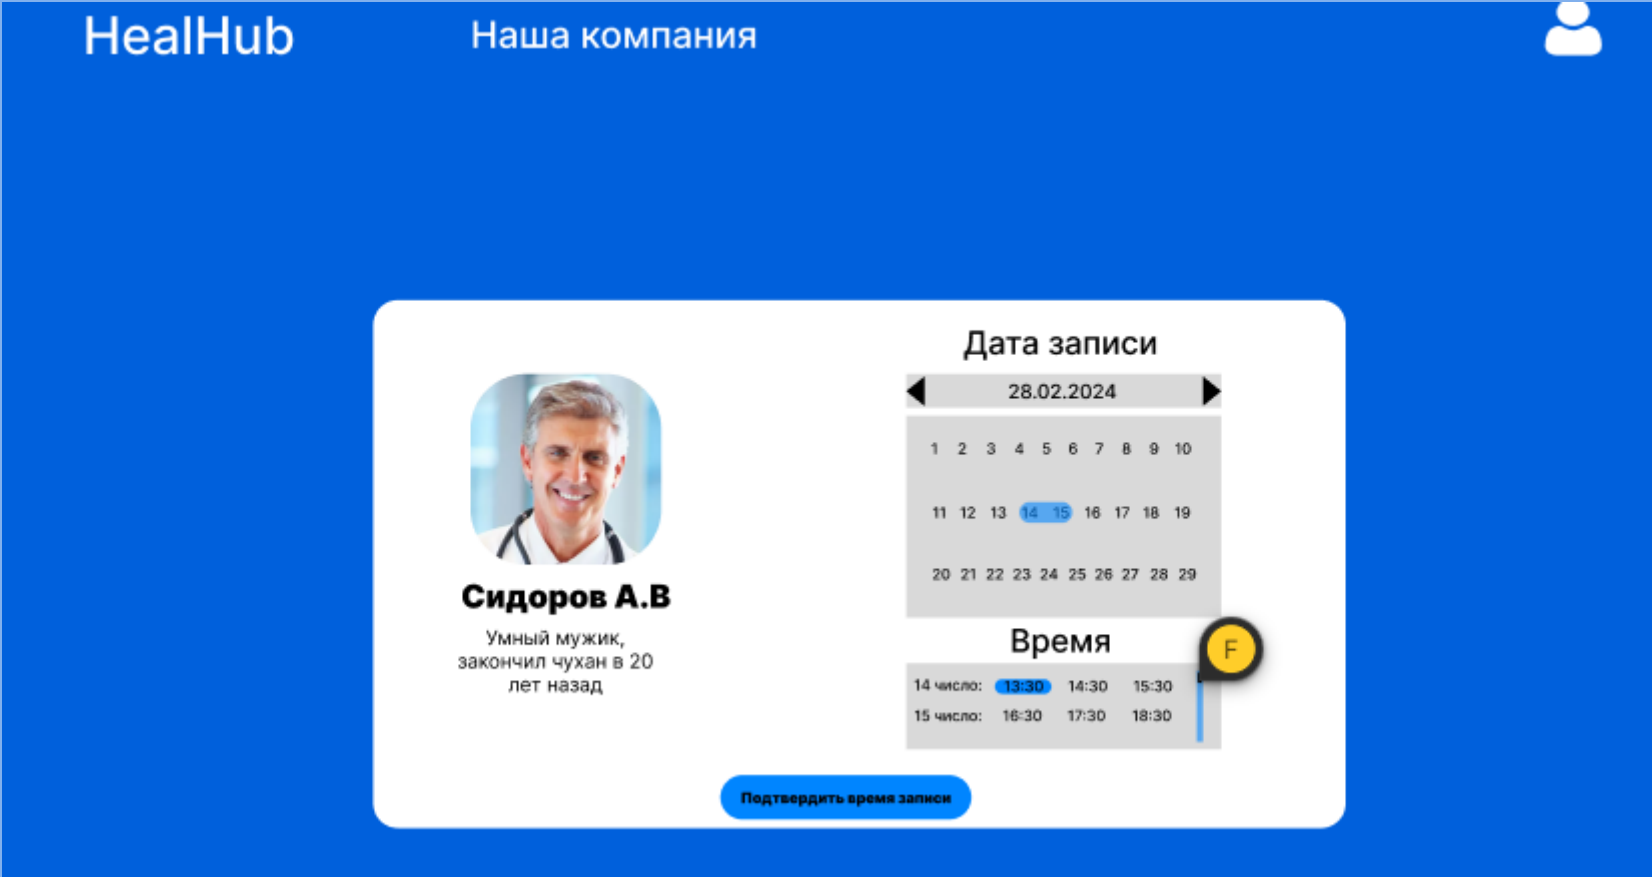 HealHub
Наша компания
Сидоров А.В
Умный мужик,
закончил чухан в 20
лет назад
Дата записи
28.02.2024
1 2 3 4 5 6 7 8 9 10
11 12 13 14 15 16 17 18 19
20 21 22 23 24 25 26 27 28 29
Время
F
14 число: 13:30 14:30 15:30
15 число: 16:30 17:30 18:30
Подтвердить время записи